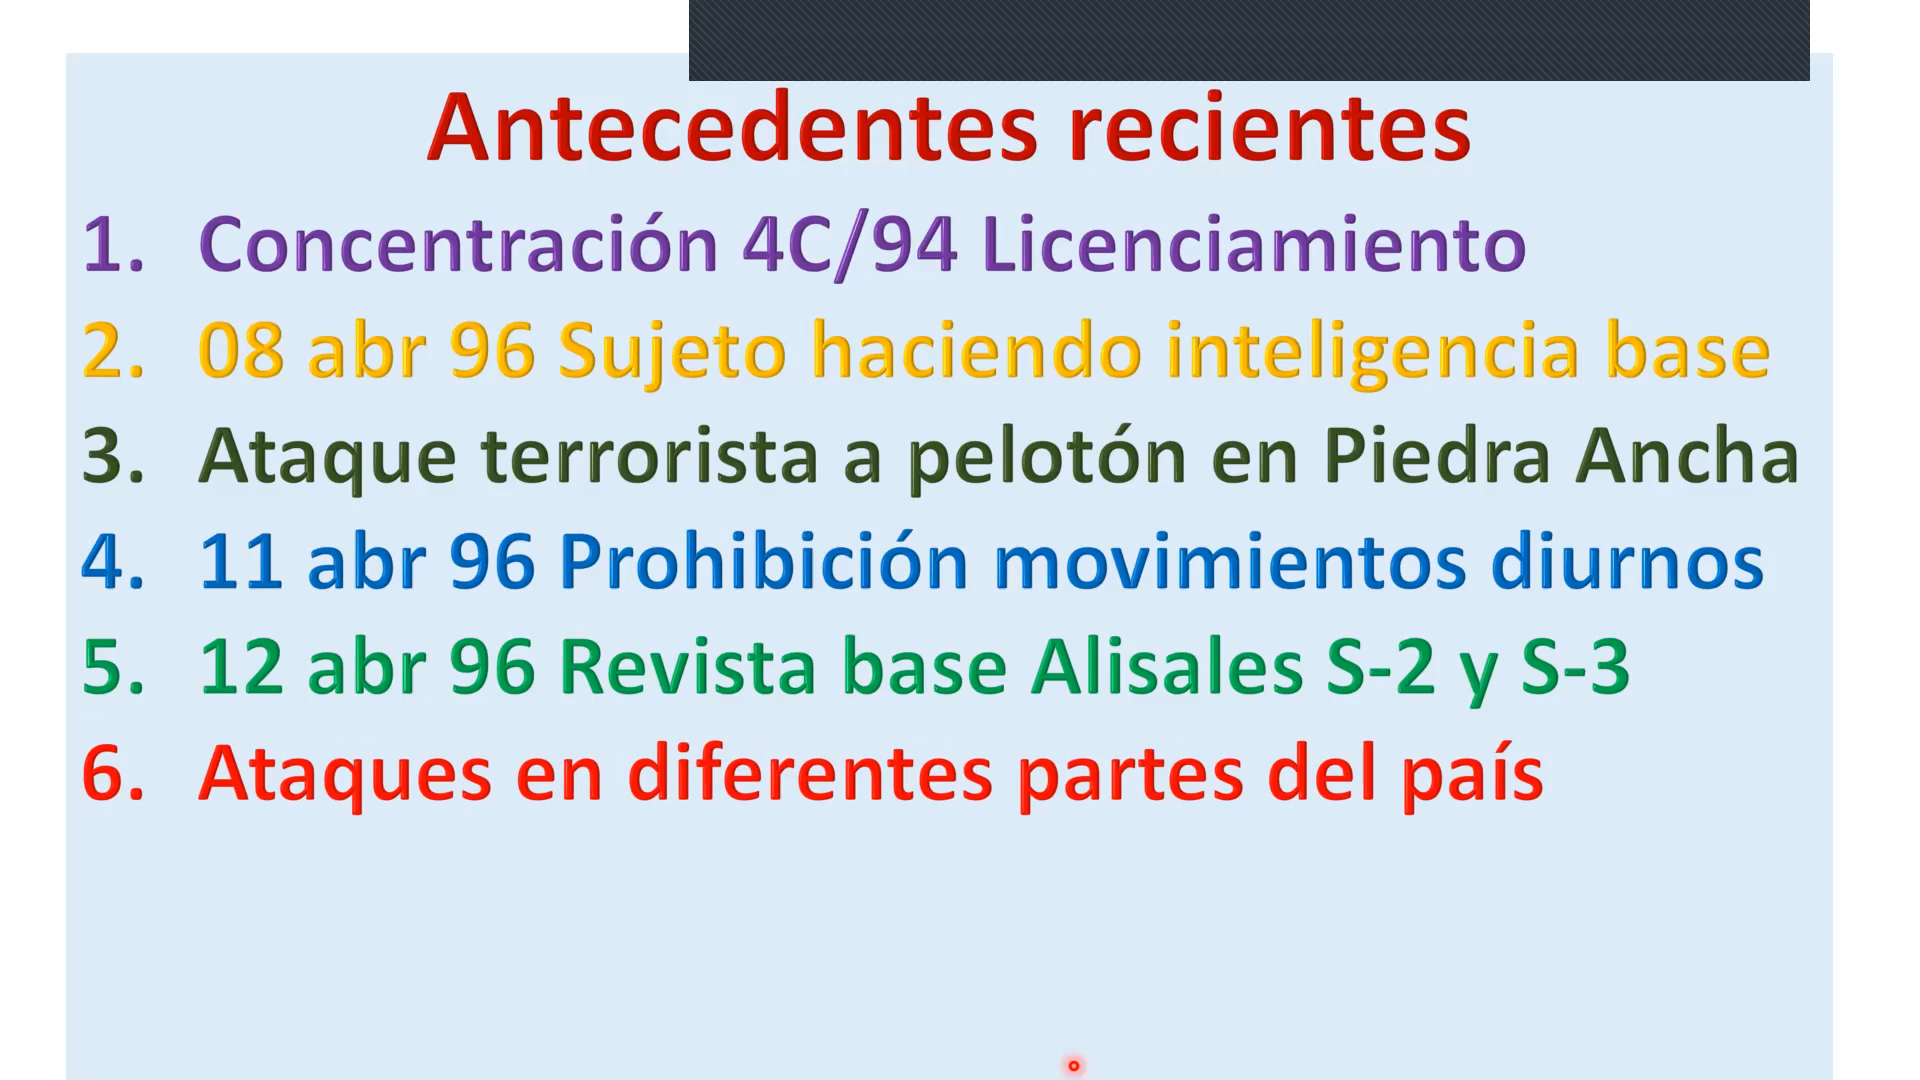 Antecedentes recientes
1. Concentración 4C/94 Licenciamiento
2. 08 abr 96 Sujeto haciendo inteligencia base
3. Ataque terrorista a pelotón en Piedra Ancha
4. 11 abr 96 Prohibición movimientos diurnos
5. 12 abr 96 Revista base Alisales S-2 y S-3
6. Ataques en diferentes partes del país